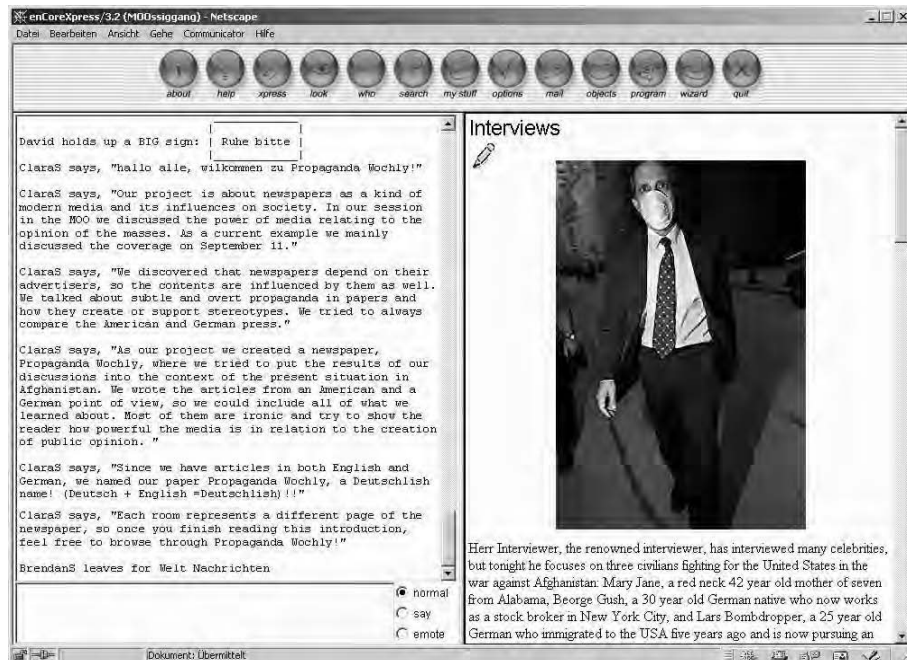 enCoreXpress/3.2 (MOOssiggang) - Netscape
Datei Bearbeiten Ansicht Gehe Communicator Hilfe
about help xpress look who search my stuff options mail objects program wizard quit
David holds up a BIG sign: | Ruhe bitte |
ClaraS says, "hallo alle, wilkommen zu Propaganda Wochly!"
ClaraS says, "Our project is about newspapers as a kind of
modern media and its influences on society. In our session
in the MOO we discussed the power of media relating to the
opinion of the masses. As a current example we mainly
discussed the coverage on September 11."
ClaraS says, "We discovered that newspapers depend on their
advertisers, so the contents are influenced by them as well.
We talked about subtle and overt propaganda in papers and
how they create or support stereotypes. We tried to always
compare the American and German press."
ClaraS says, "As our project we created a newspaper,
Propaganda Wochly, where we tried to put the results of our
discussions into the context of the present situation in
Afghanistan. We wrote the articles from an American and a
German point of view, so we could include all of what we
learned about. Most of them are ironic and try to show the
reader how powerful the media is in relation to the creation
of public opinion. "
ClaraS says, "Since we have articles in both English and
German, we named our paper Propaganda Wochly, a Deutschlish
name! (Deutsch + English =Deutschlish)!!"
ClaraS says, "Each room represents a different page of the
newspaper, so once you finish reading this introduction,
feel free to browse through Propaganda Wochly!"
BrendanS leaves for Welt Nachrichten
normal
say
emote
Interviews
Herr Interviewer, the renowned interviewer, has interviewed many celebrities,
but tonight he focuses on three civilians fighting for the United States in the
war against Afghanistan: Mary Jane, a red neck 42 year old mother of seven
from Alabama, Beorge Gush, a 30 year old German native who now works
as a stock broker in New York City, and Lars Bombdropper, a 25 year old
German who immigrated to the USA five years ago and is now pursuing an
Dokument: Übermittelt